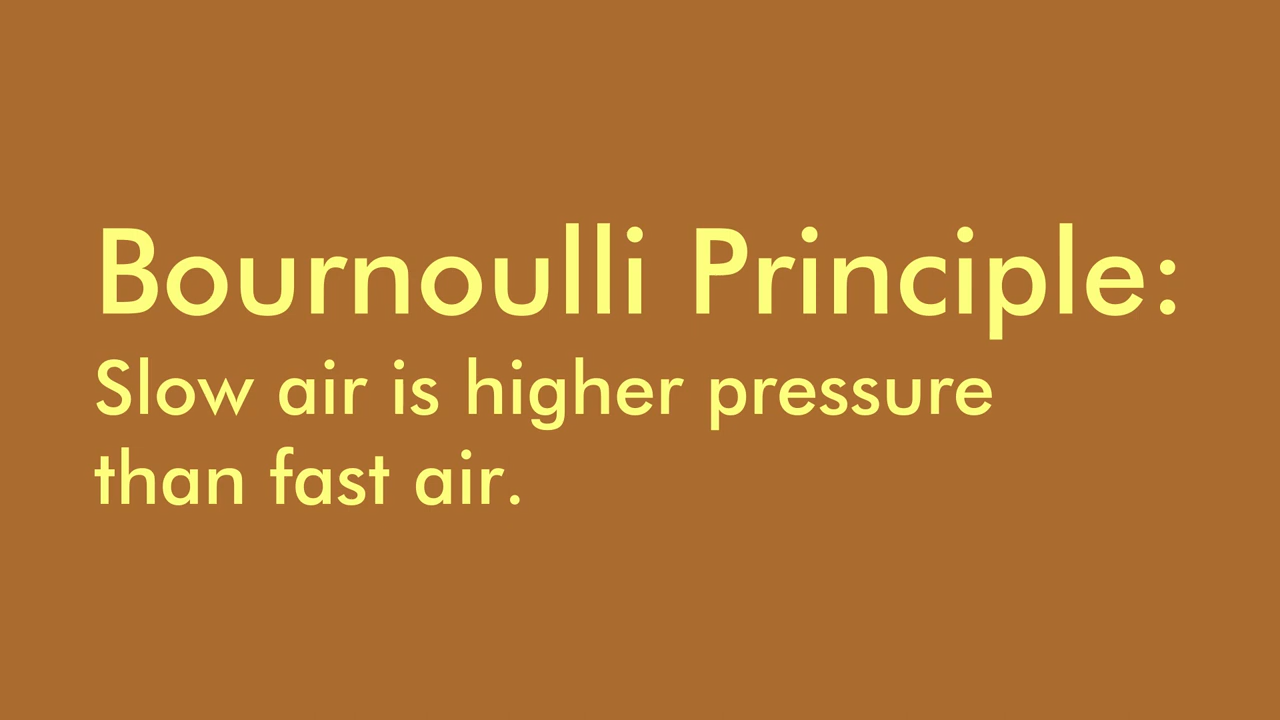 Bournoulli Principle:
Slow air is higher pressure
than fast air.